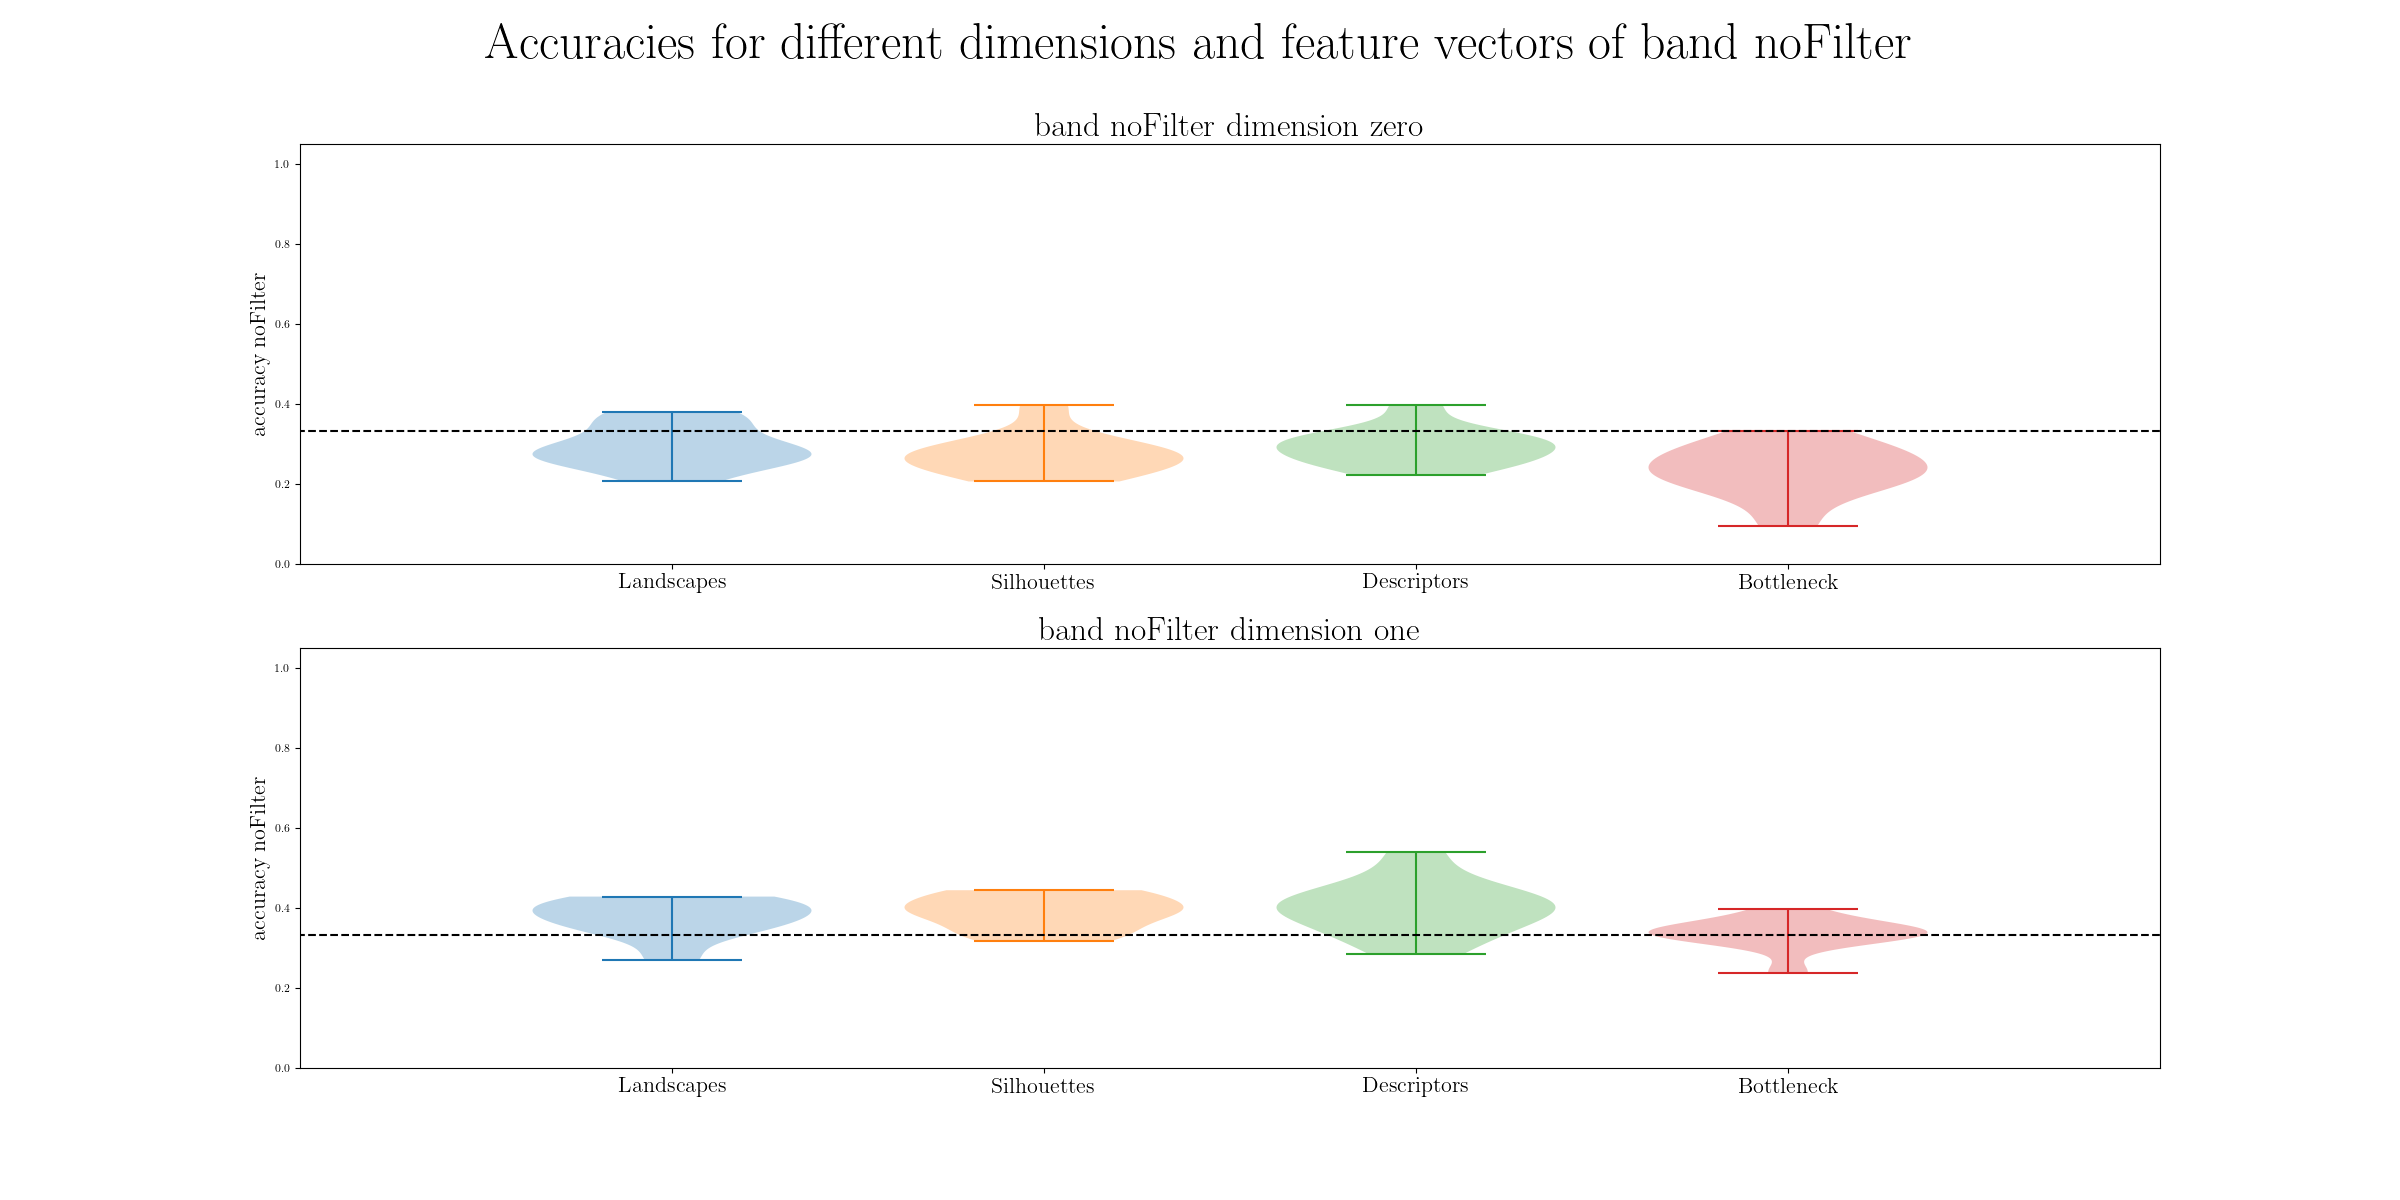 Accuracies for different dimensions and feature vectors of band noFilter
band noFilter dimension zero
accuracy noFilter
1.0
0.8
0.6
0.4
0.2
0.0
Landscapes Silhouettes Descriptors Bottleneck
band noFilter dimension one
accuracy noFilter
1.0
0.8
0.6
0.4
0.2
0.0
Landscapes Silhouettes Descriptors Bottleneck